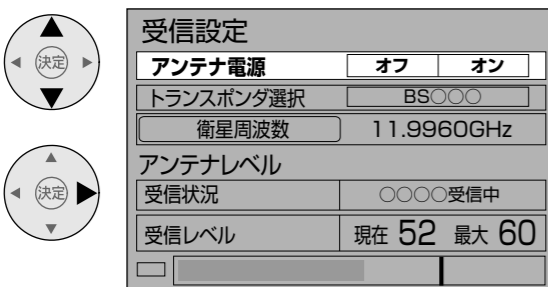 受信設定
決定
アンテナ電源 オフ オン
トランスポンダ選択 BS○○○
衛星周波数 11.9960GHz
アンテナレベル
決定
受信状況 ○○○○受信中
受信レベル 現在 52 最大 60